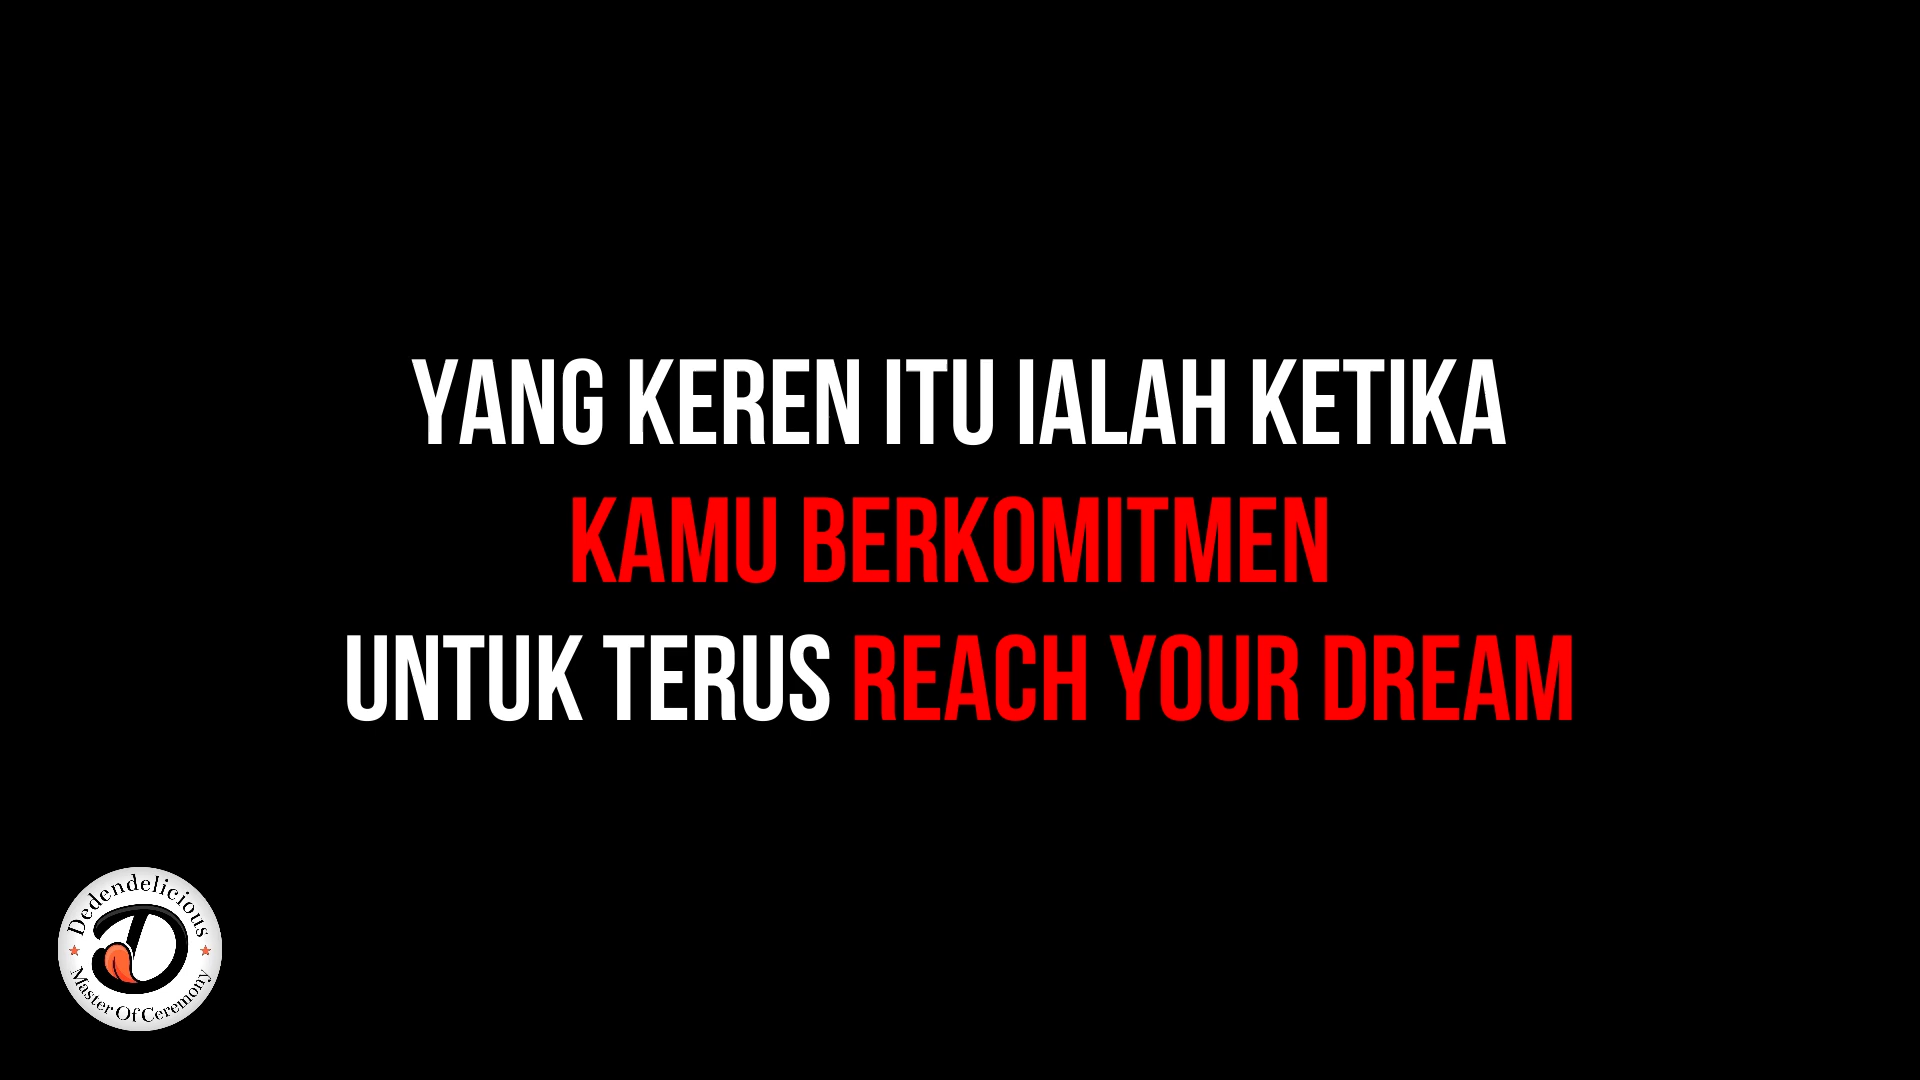 YANG KEREN ITU IALAH KETIKA
KAMU BERKOMITMEN
UNTUK TERUS REACH YOUR DREAM
Dedendelicious
Master Of Ceremony